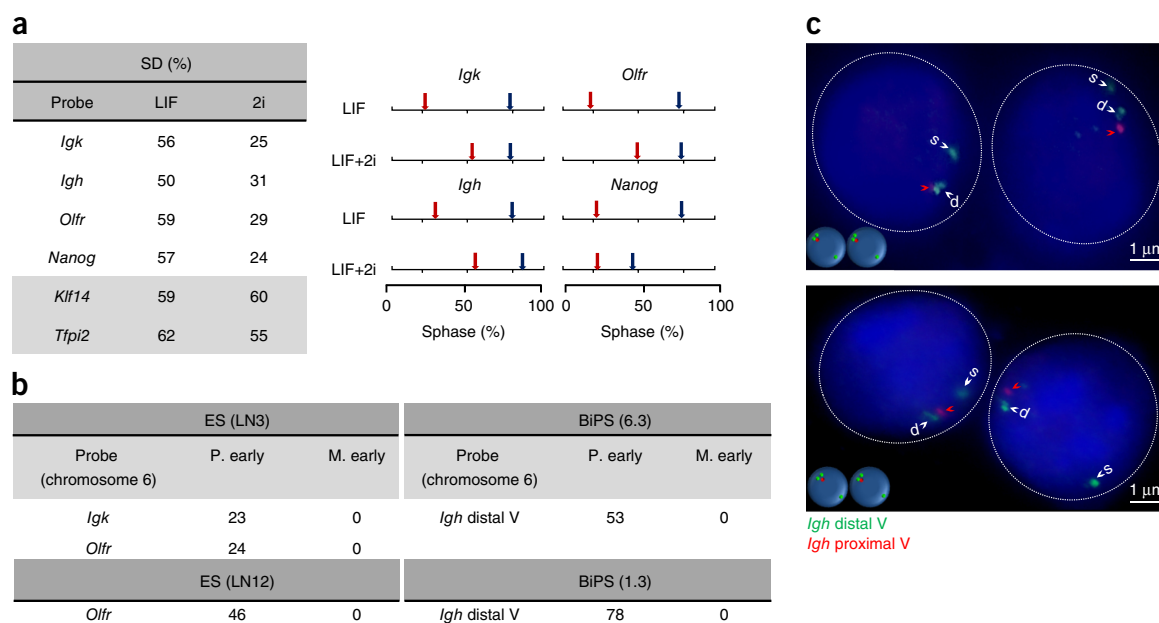 a
SD (%)
Probe LIF 2i
Igk 56 25
Igh 50 31
Olfr 59 29
Nanog 57 24
Klf14 59 60
Tfpi2 62 55
Igk Olfr
LIF
LIF+2i
Igh Nanog
LIF
LIF+2i
0 50 100 0 50 100
Sphase (%) Sphase (%)
b
ES (LN3) BiPS (6.3)
Probe P. early M. early Probe P. early M. early
(chromosome 6) (chromosome 6)
Igk 23 0 Igh distal V 53 0
Olfr 24 0
ES (LN12) BiPS (1.3)
Olfr 46 0 Igh distal V 78 0
c
s
d
s
d
1 μm
s
d
d
s
1 μm
Igh distal V
Igh proximal V